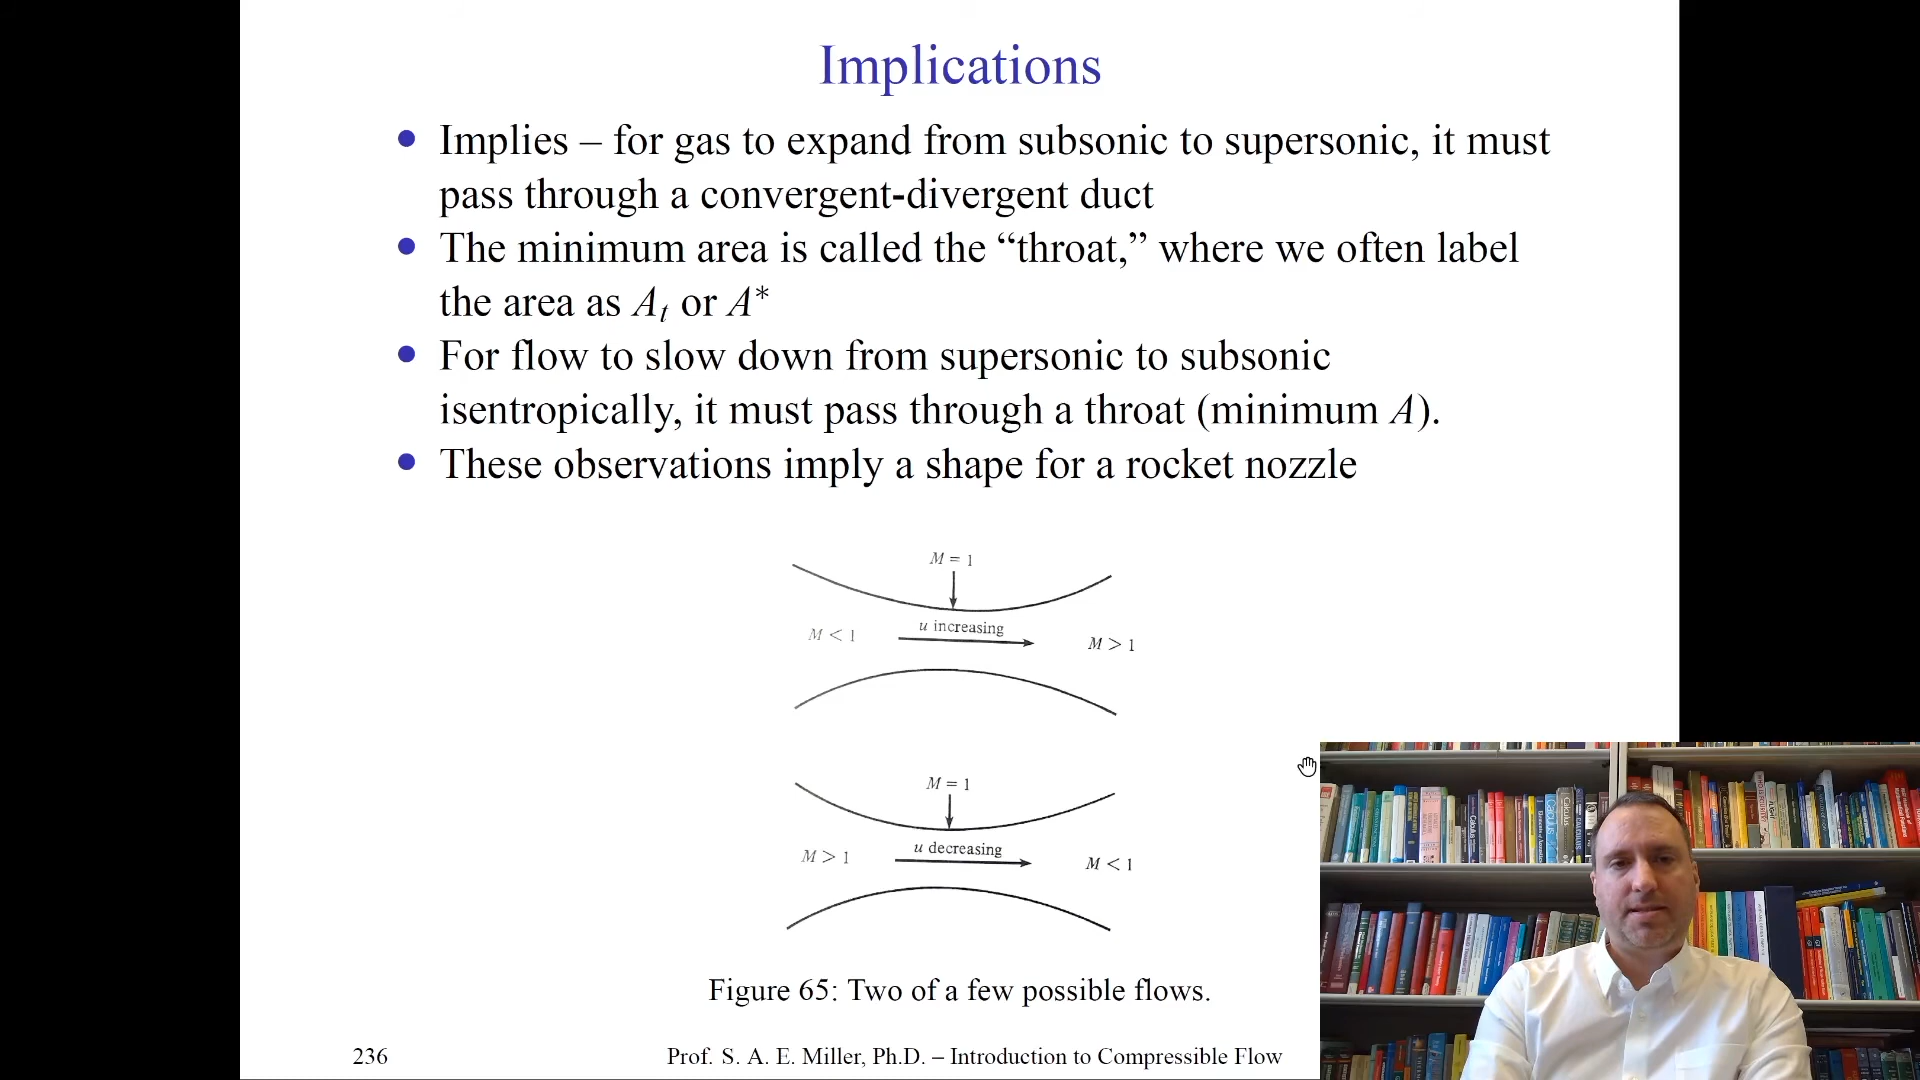 Implications
Implies – for gas to expand from subsonic to supersonic, it must
pass through a convergent-divergent duct
The minimum area is called the “throat,” where we often label
the area as Aₜ or A*
For flow to slow down from supersonic to subsonic
isentropically, it must pass through a throat (minimum A).
These observations imply a shape for a rocket nozzle
M = 1
u increasing
M < 1
M > 1
M = 1
u decreasing
M > 1
M < 1
Figure 65: Two of a few possible flows.
236
Prof. S. A. E. Miller, Ph.D. – Introduction to Compressible Flow
Calculus
Calculus